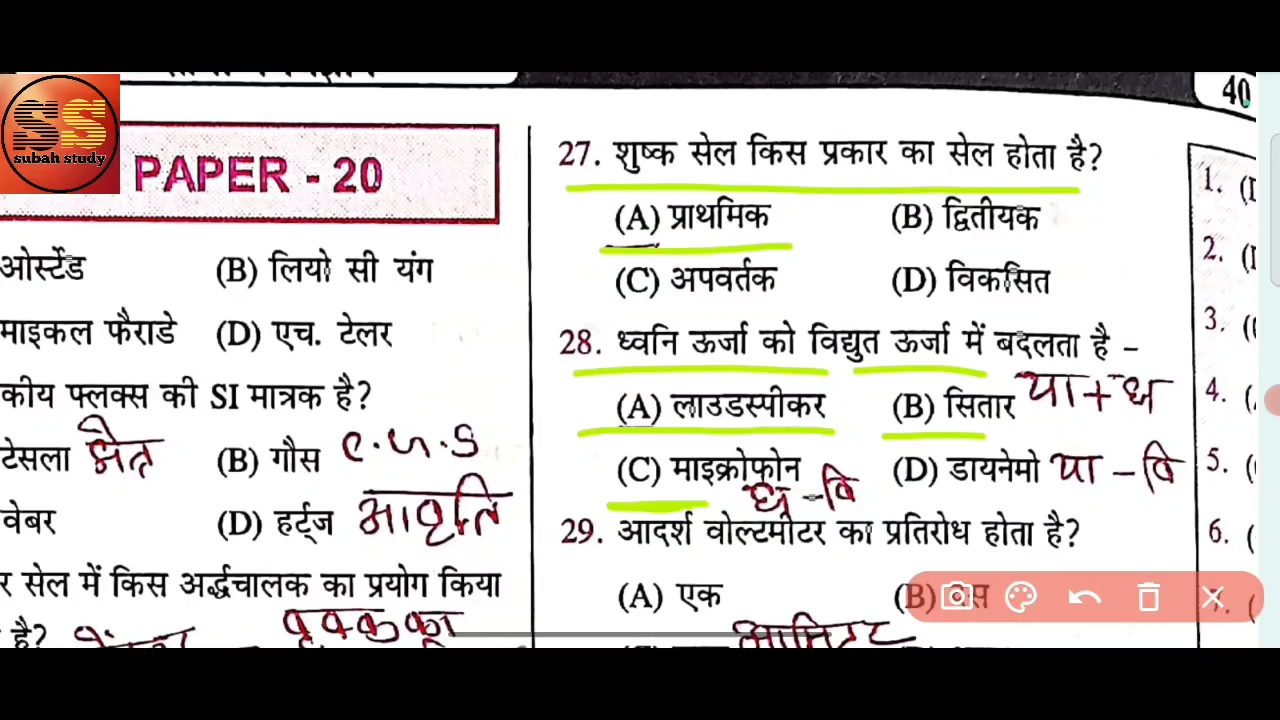 SS
subah study
PAPER - 20
ओर्स्टेड (B) लियो सी यंग
माइकल फैराडे (D) एच. टेलर
कीय फ्लक्स की SI मात्रक है?
टेसला क्षेत्र (B) गौस C.G.S
वेबर (D) हर्ट्ज आवृत्ति
र सेल में किस अर्द्धचालक का प्रयोग किया
है?
27. शुष्क सेल किस प्रकार का सेल होता है?
(A) प्राथमिक (B) द्वितीयक
(C) अपवर्तक (D) विकसित
28. ध्वनि ऊर्जा को विद्युत ऊर्जा में बदलता है –
(A) लाउडस्पीकर (B) सितार या + ध
(C) माइक्रोफोन ध – वि (D) डायनेमो या – वि
29. आदर्श वोल्टमीटर का प्रतिरोध होता है?
(A) एक (B) दस
40
1.
2.
3.
4.
5.
6.